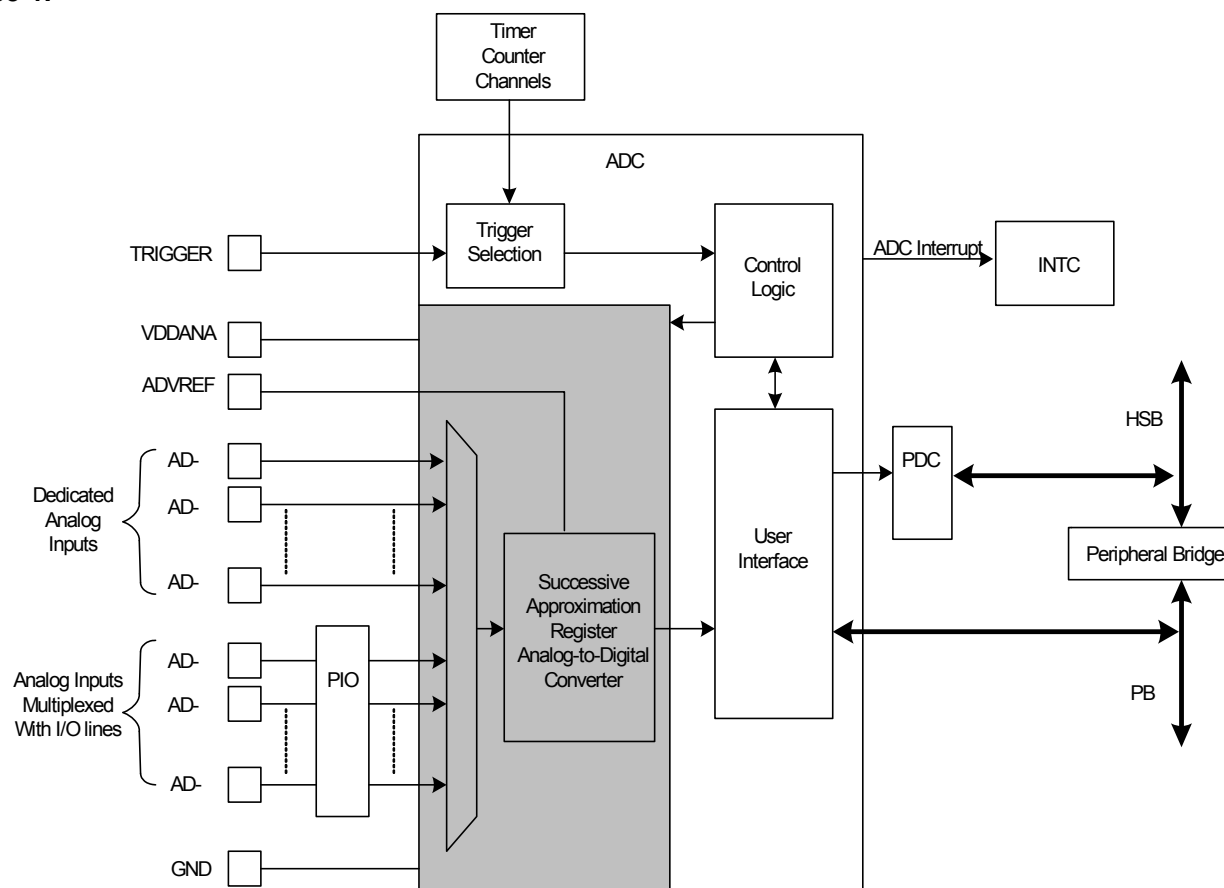 Timer
Counter
Channels
ADC
TRIGGER
Trigger
Selection
Control
Logic
ADC Interrupt
INTC
VDDANA
ADVREF
Dedicated
Analog
Inputs
AD-
AD-
AD-
Analog Inputs
Multiplexed
With I/O lines
AD-
AD-
AD-
PIO
Successive
Approximation
Register
Analog-to-Digital
Converter
User
Interface
PDC
HSB
Peripheral Bridge
PB
GND